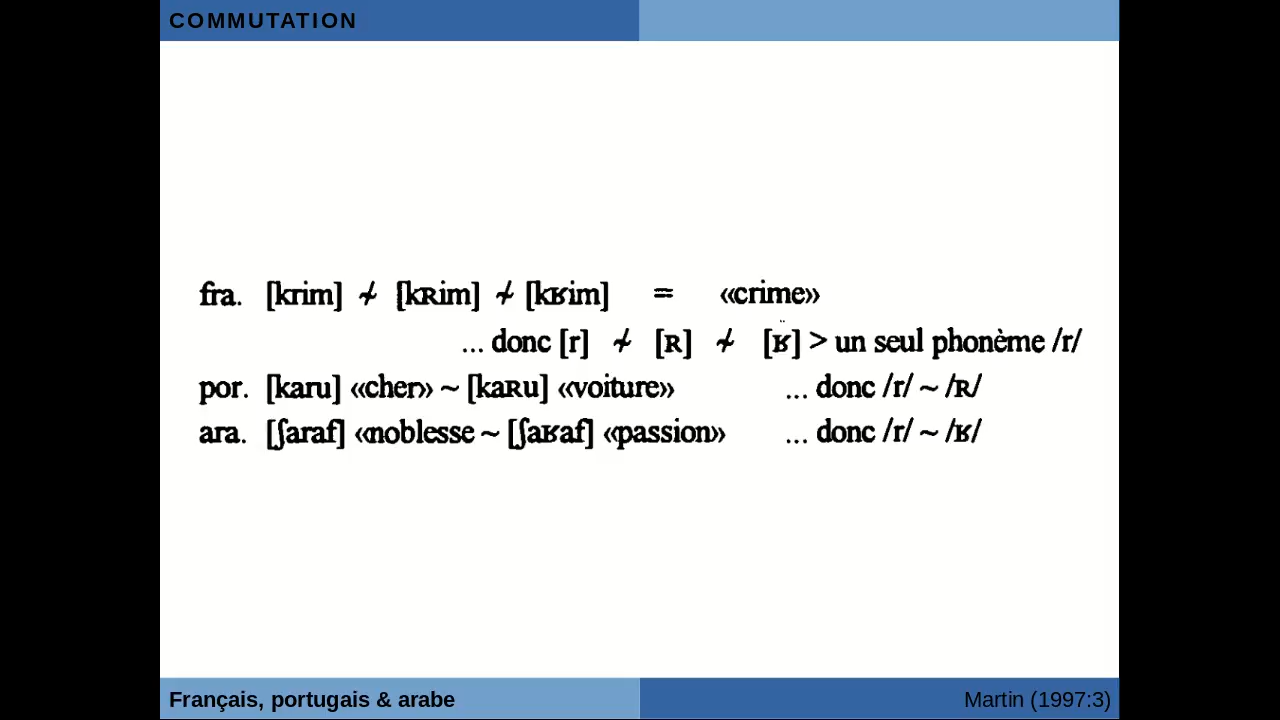 COMMUTATION
fra. [krim] ≁ [kʀim] ≁ [kʁim] = «crime»
... donc [r] ≁ [ʀ] ≁ [ʁ] > un seul phonème /r/
por. [karu] «cher» ~ [kaʀu] «voiture» ... donc /r/ ~ /ʀ/
ara. [ʃaraf] «noblesse ~ [ʃaʁaf] «passion» ... donc /r/ ~ /ʁ/
Français, portugais & arabe Martin (1997:3)